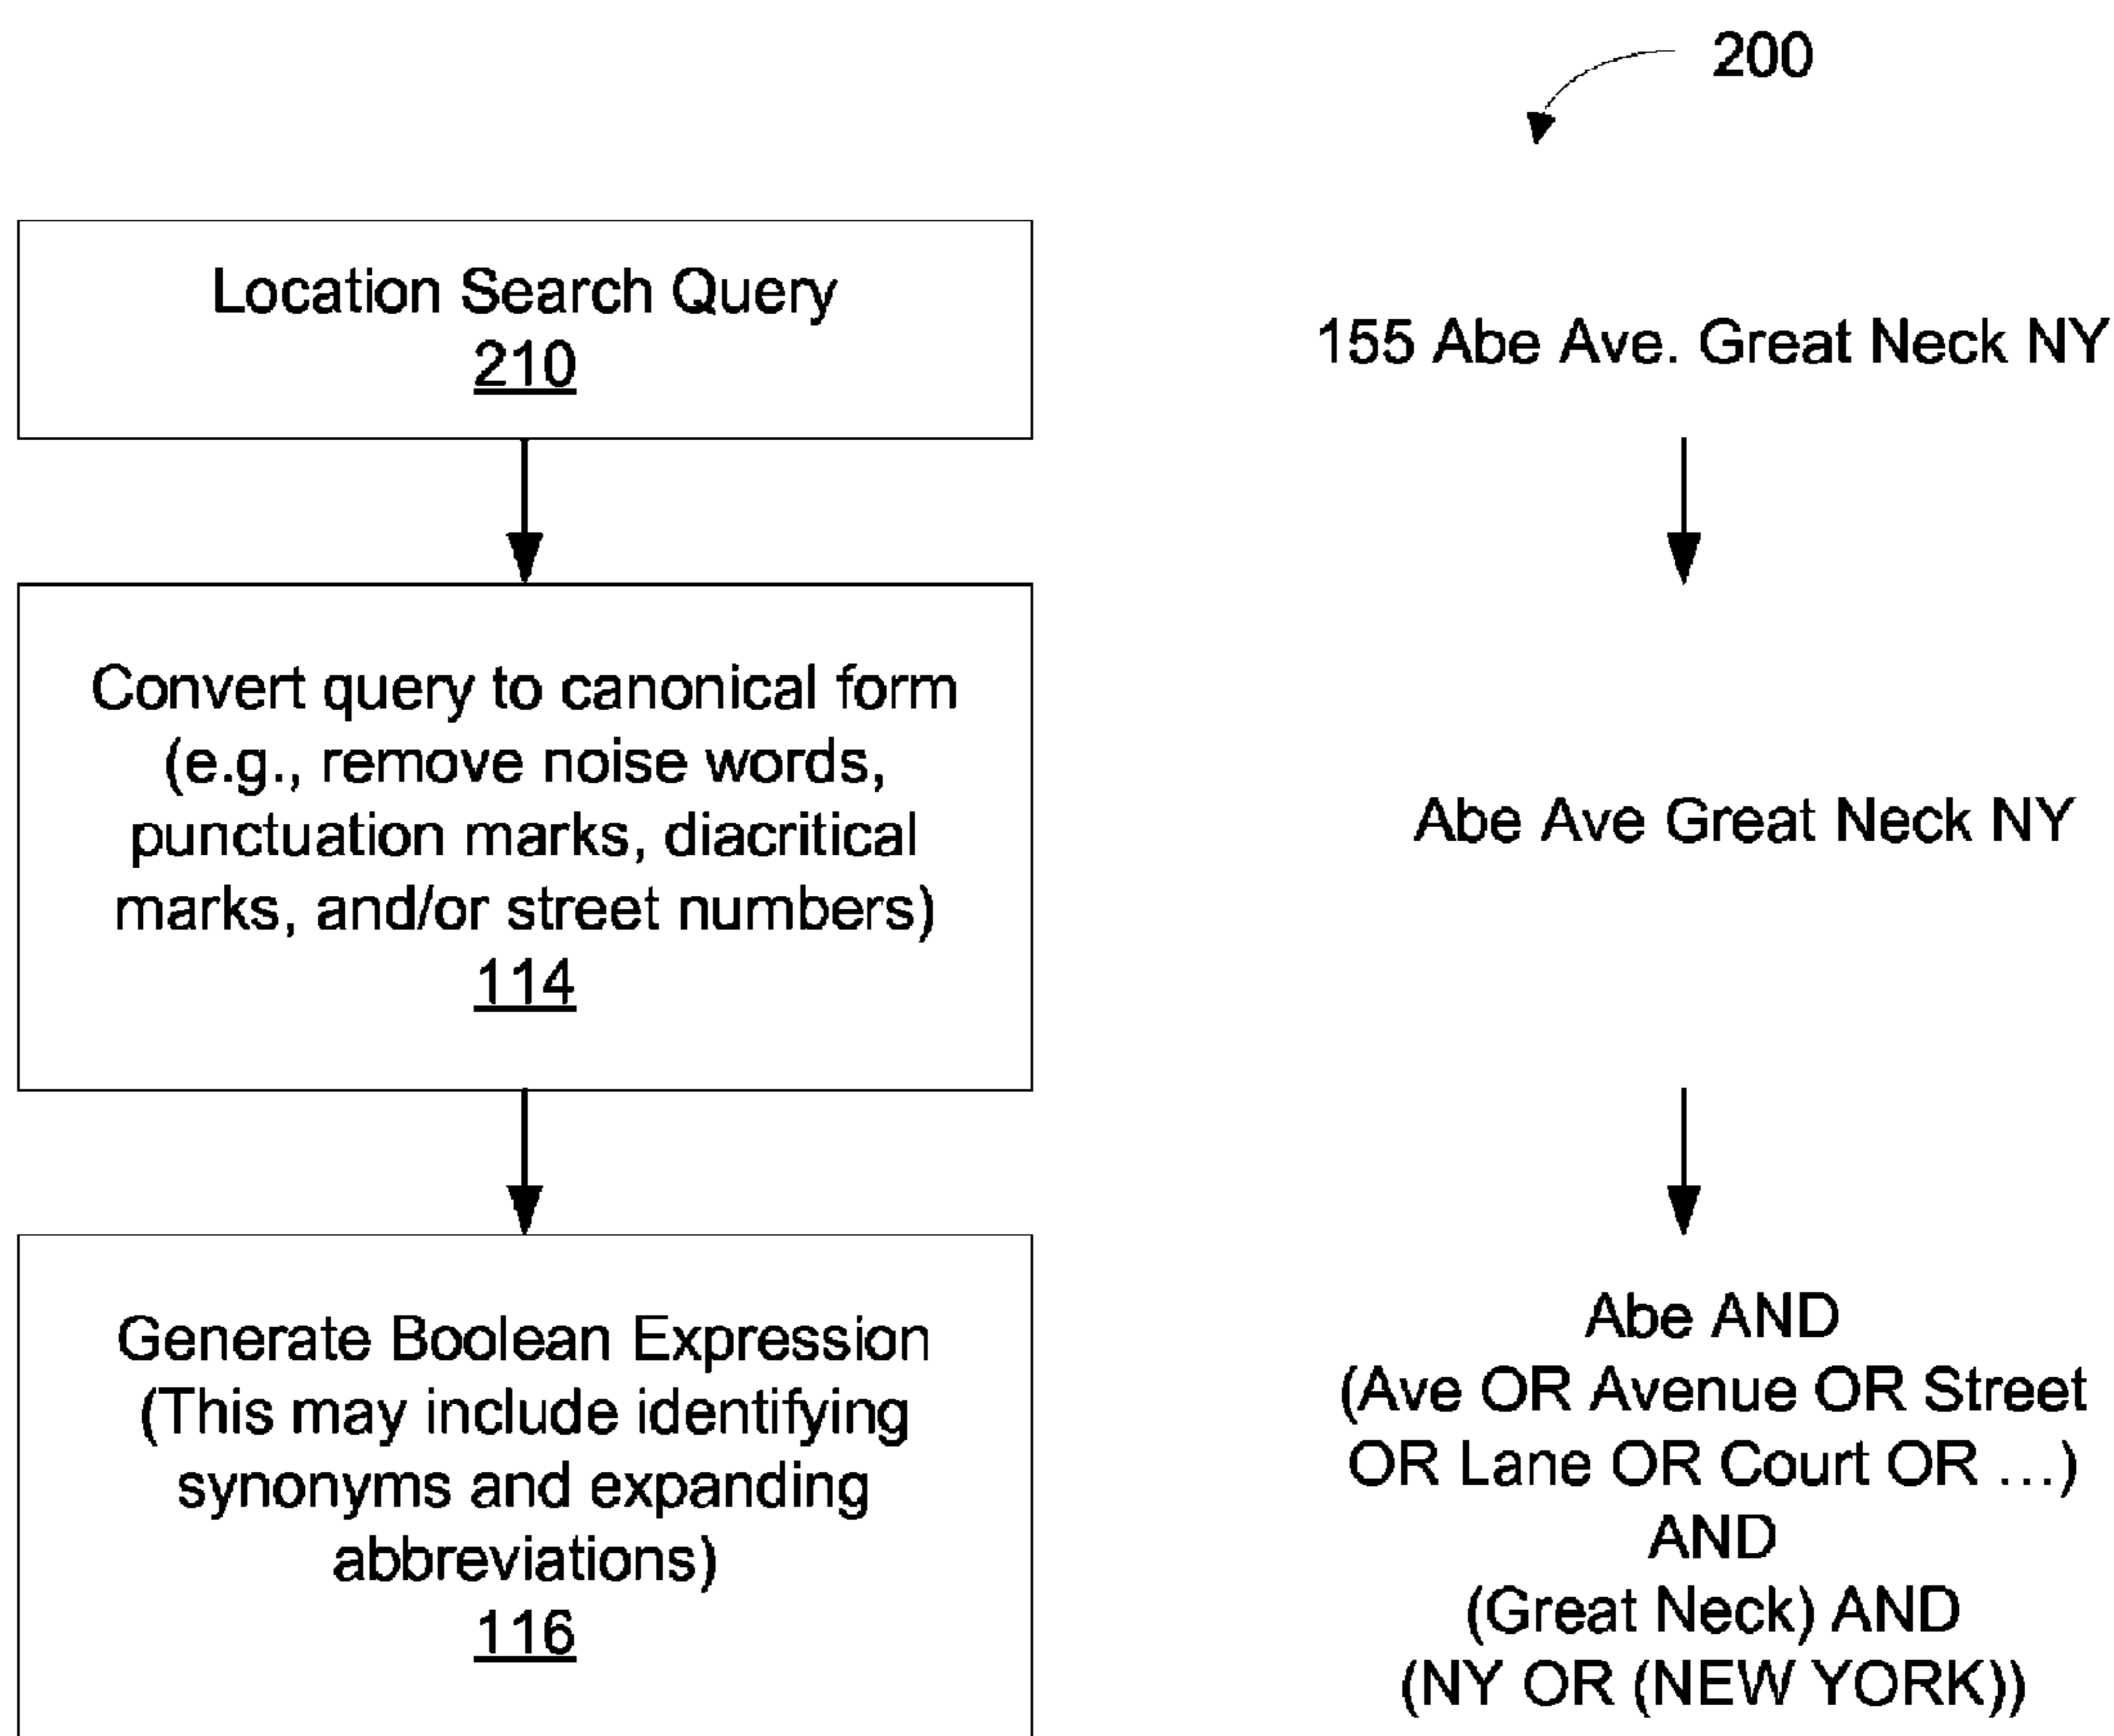 200
Location Search Query
210
155 Abe Ave. Great Neck NY
Convert query to canonical form
(e.g., remove noise words,
punctuation marks, diacritical
marks, and/or street numbers)
114
Abe Ave Great Neck NY
Generate Boolean Expression
(This may include identifying
synonyms and expanding
abbreviations)
116
Abe AND
(Ave OR Avenue OR Street
OR Lane OR Court OR ...)
AND
(Great Neck) AND
(NY OR (NEW YORK))